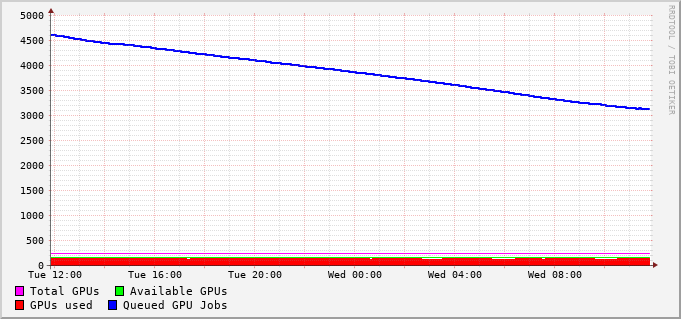 RRDTOOL / TOBI OETIKER
5000
4500
4000
3500
3000
2500
2000
1500
1000
500
0
Tue 12:00 Tue 16:00 Tue 20:00 Wed 00:00 Wed 04:00 Wed 08:00
Total GPUs Available GPUs
GPUs used Queued GPU Jobs